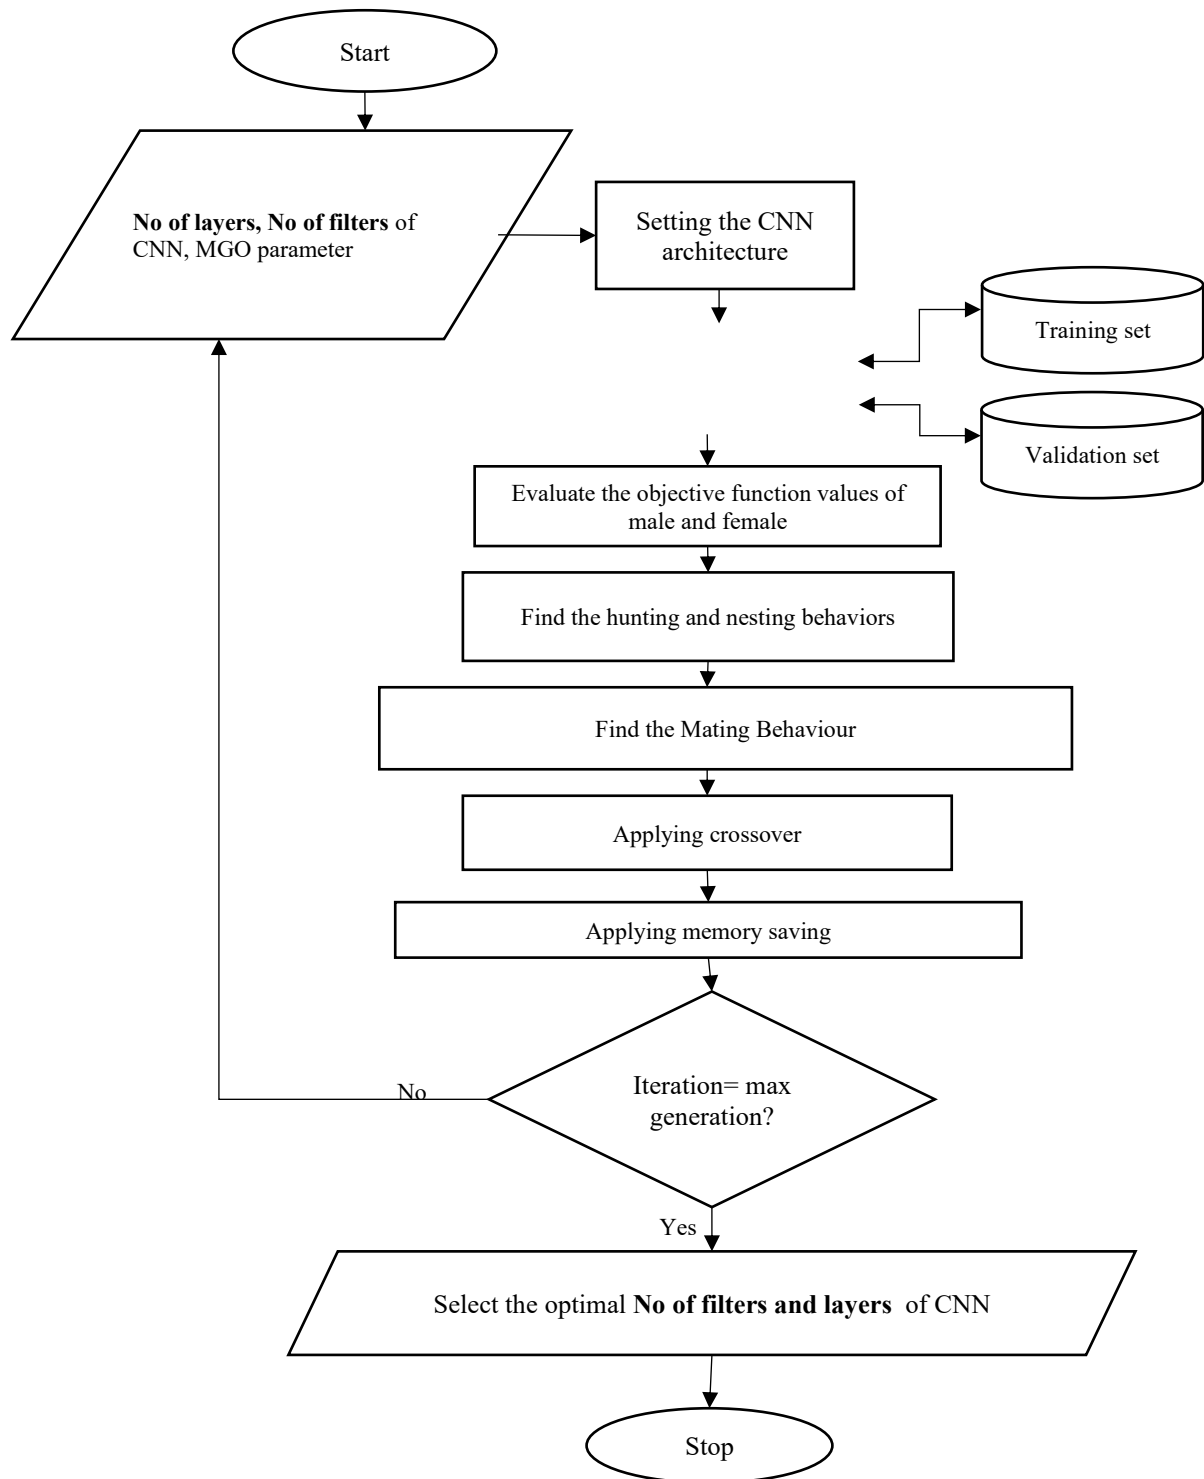 Start
No of layers, No of filters of
CNN, MGO parameter
Setting the CNN
architecture
Training set
Validation set
Evaluate the objective function values of
male and female
Find the hunting and nesting behaviors
Find the Mating Behaviour
Applying crossover
Applying memory saving
Iteration= max
generation?
No
Yes
Select the optimal No of filters and layers of CNN
Stop